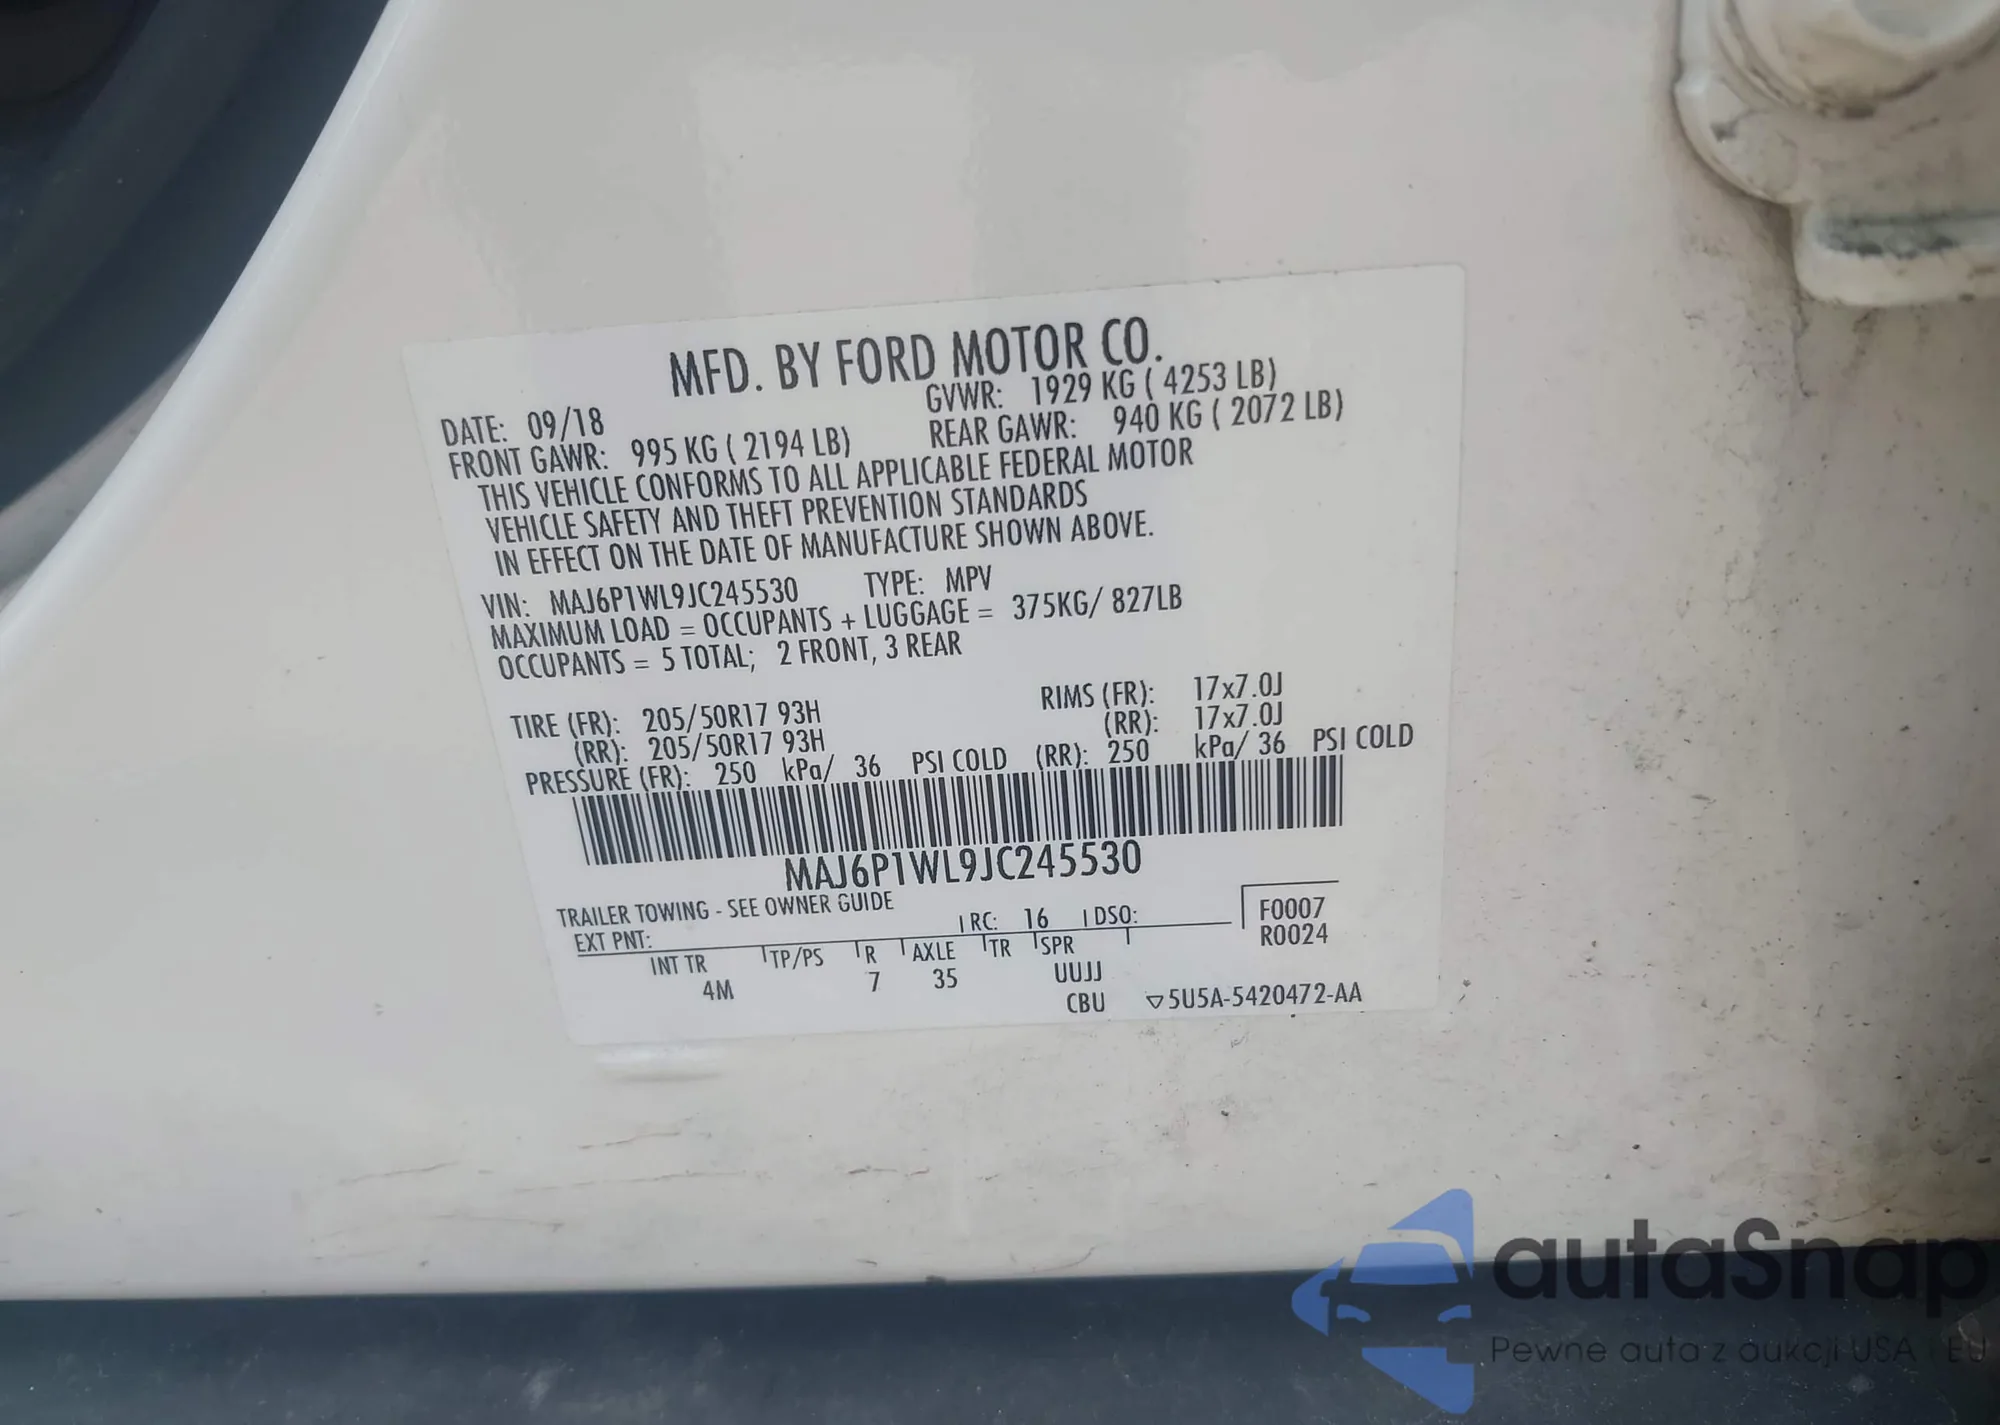 MFD. BY FORD MOTOR CO.
DATE: 09/18 GVWR: 1929 KG ( 4253 LB)
FRONT GAWR: 995 KG ( 2194 LB) REAR GAWR: 940 KG ( 2072 LB)
THIS VEHICLE CONFORMS TO ALL APPLICABLE FEDERAL MOTOR
VEHICLE SAFETY AND THEFT PREVENTION STANDARDS
IN EFFECT ON THE DATE OF MANUFACTURE SHOWN ABOVE.
VIN: MAJ6P1WL9JC245530 TYPE: MPV
MAXIMUM LOAD = OCCUPANTS + LUGGAGE = 375KG/ 827LB
OCCUPANTS = 5 TOTAL; 2 FRONT, 3 REAR
TIRE (FR): 205/50R17 93H RIMS (FR): 17x7.0J
(RR): 205/50R17 93H (RR): 17x7.0J
PRESSURE (FR): 250 kPa/ 36 PSI COLD (RR): 250 kPa/ 36 PSI COLD
MAJ6P1WL9JC245530
TRAILER TOWING - SEE OWNER GUIDE
EXT PNT: RC: 16 DSO: F0007
R0024
INT TR TP/PS R AXLE TR SPR
4M 7 35 UUJJ
CBU 5U5A-5420472-AA
autaSnap
Pewne auta z aukcji USA i EU